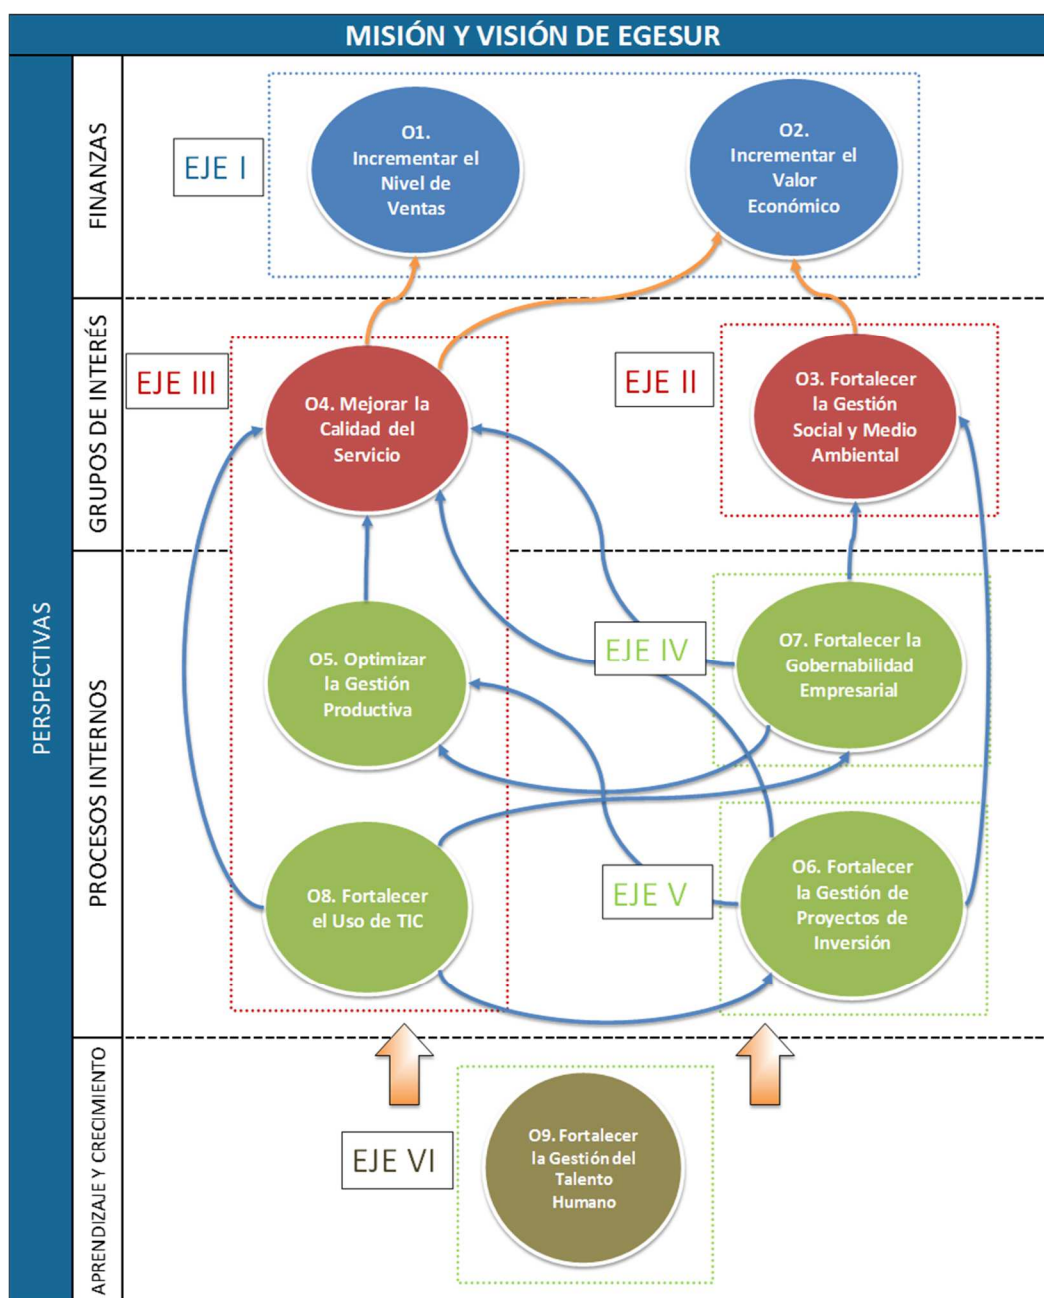 MISIÓN Y VISIÓN DE EGESUR
PERSPECTIVAS
FINANZAS
EJE I
O1.
Incrementar el
Nivel de
Ventas
O2.
Incrementar el
Valor
Económico
GRUPOS DE INTERÉS
EJE III
O4. Mejorar la
Calidad del
Servicio
EJE II
O3. Fortalecer
la Gestión
Social y Medio
Ambiental
PROCESOS INTERNOS
O5. Optimizar
la Gestión
Productiva
EJE IV
O7. Fortalecer la
Gobernabilidad
Empresarial
O8. Fortalecer
el Uso de TIC
EJE V
O6. Fortalecer
la Gestión de
Proyectos de
Inversión
APRENDIZAJE Y CRECIMIENTO
EJE VI
O9. Fortalecer
la Gestión del
Talento
Humano